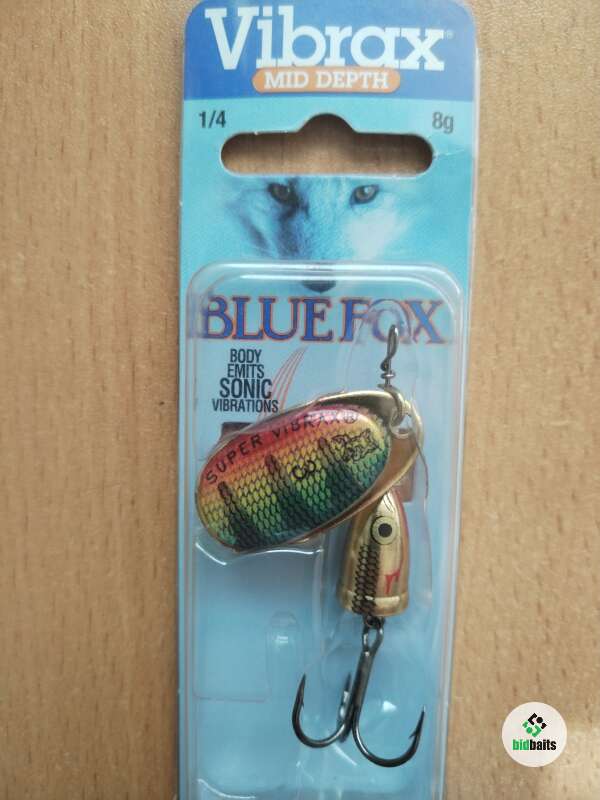 Vibrax®
MID DEPTH
1/4 8g
BLUE FOX
BODY
EMITS
SONIC
VIBRATIONS
SUPER VIBRAX®
bidbaits